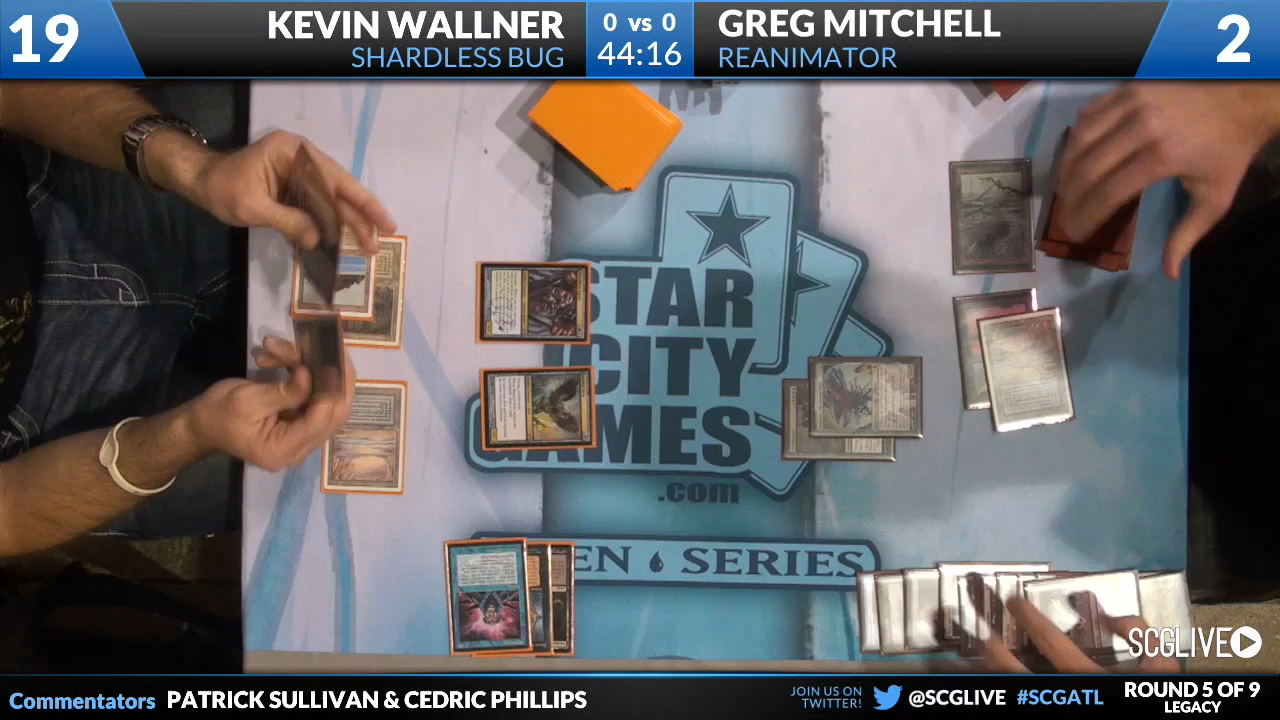 19
KEVIN WALLNER
SHARDLESS BUG
0 vs 0
44:16
GREG MITCHELL
REANIMATOR
2
STAR
CITY
GAMES
.com
EN SERIES
SCGLIVE
Commentators PATRICK SULLIVAN & CEDRIC PHILLIPS
JOIN US ON
TWITTER!
@SCGLIVE #SCGATL
ROUND 5 OF 9
LEGACY